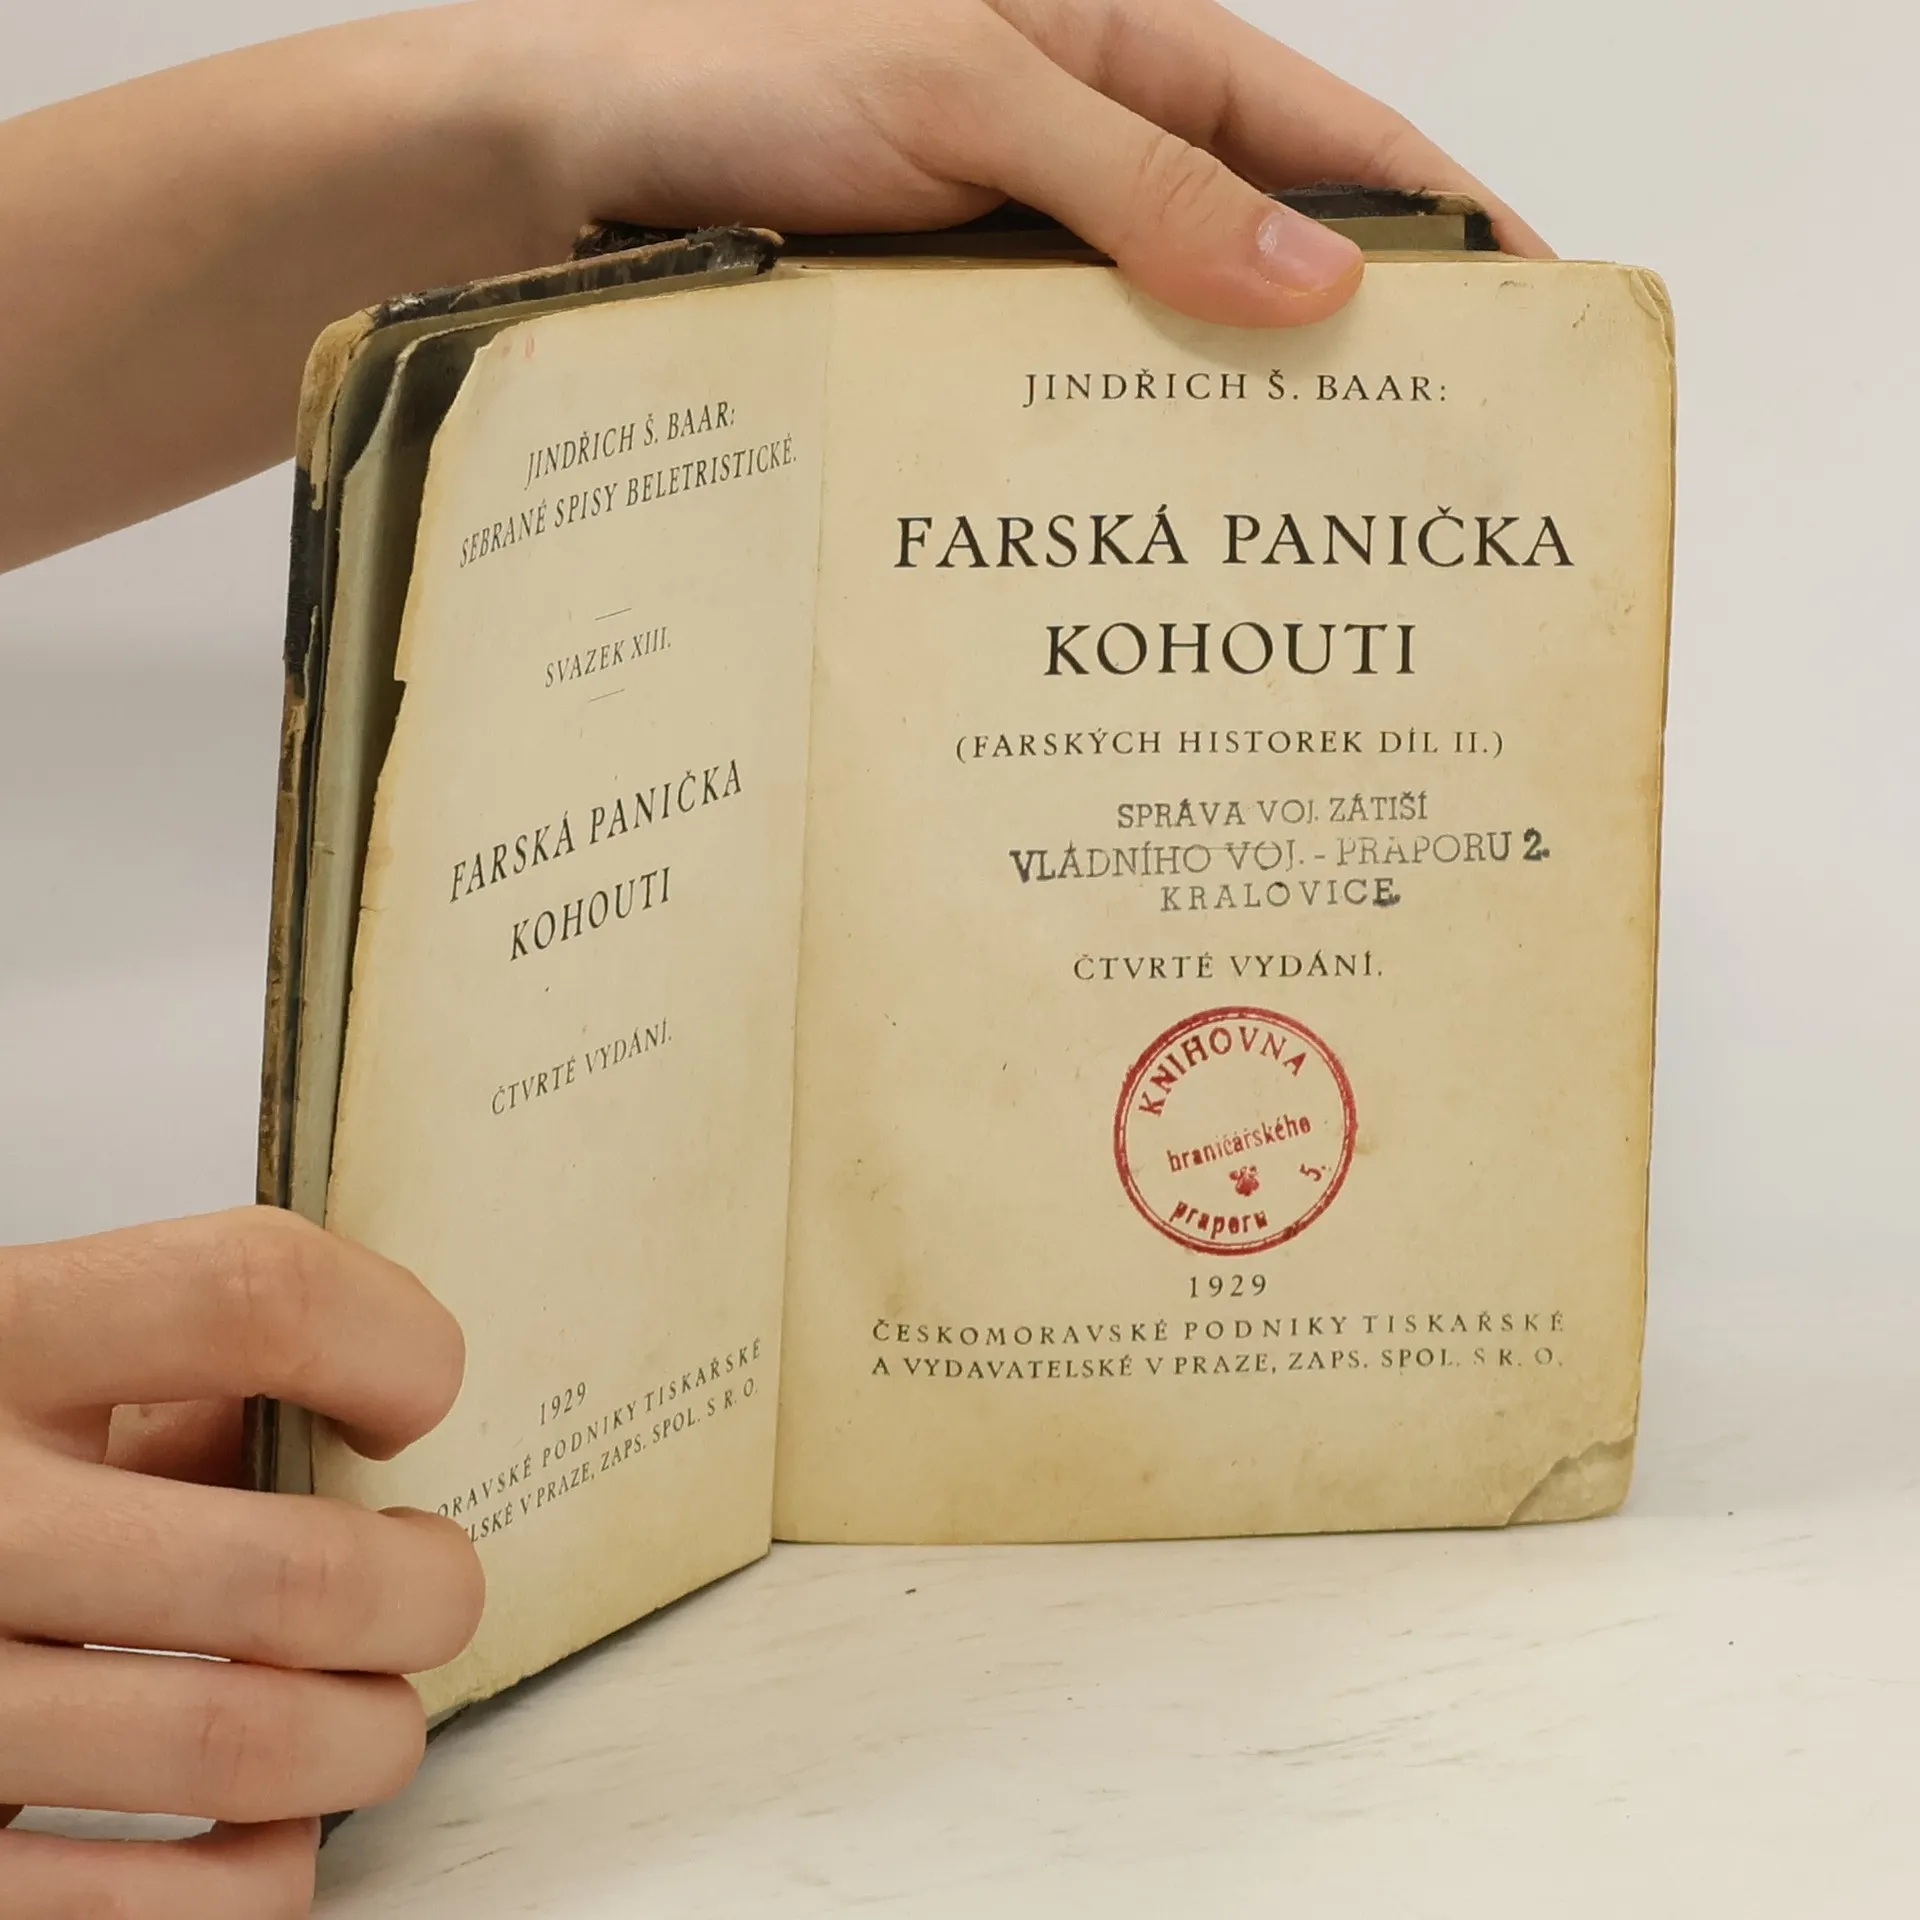 JINDŘICH Š. BAAR:
SEBRANÉ SPISY BELETRISTICKÉ.
SVAZEK XIII.
FARSKÁ PANIČKA
KOHOUTI
ČTVRTÉ VYDÁNÍ.
1929
ORAVSKÉ PODNIKY TISKAŘSKÉ
LSKÉ V PRAZE, ZAPS. SPOL. S R. O.
JINDŘICH Š. BAAR:
FARSKÁ PANIČKA
KOHOUTI
(FARSKÝCH HISTOREK DÍL II.)
SPRÁVA VOJ. ZÁTIŠÍ
VLÁDNÍHO VOJ. - PRAPORU 2.
KRALOVICE
ČTVRTÉ VYDÁNÍ.
KNIHOVNA
hraničářského
5.
praporu
1929
ČESKOMORAVSKÉ PODNIKY TISKAŘSKÉ
A VYDAVATELSKÉ V PRAZE, ZAPS. SPOL. S R. O.